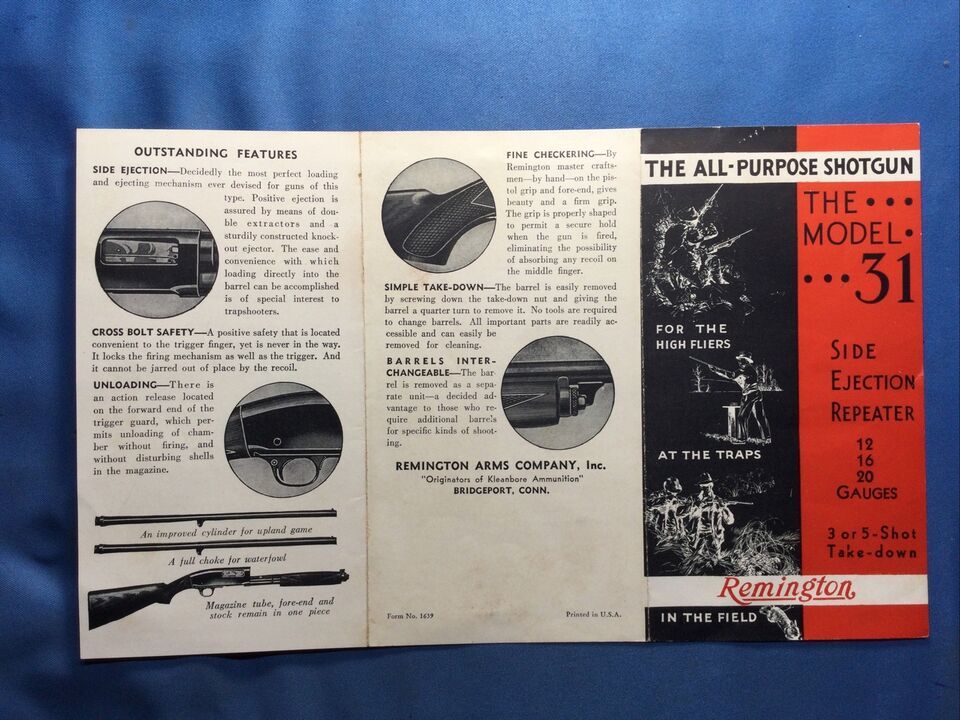 OUTSTANDING FEATURES
SIDE EJECTION—Decidedly the most perfect loading
and ejecting mechanism ever devised for guns of this
type. Positive ejection is
assured by means of dou-
ble extractors and a
sturdily constructed knock-
out ejector. The ease and
convenience with which
loading directly into the
barrel can be accomplished
is of special interest to
trapshooters.
CROSS BOLT SAFETY—A positive safety that is located
convenient to the trigger finger, yet is never in the way.
It locks the firing mechanism as well as the trigger. And
it cannot be jarred out of place by the recoil.
UNLOADING—There is
an action release located
on the forward end of the
trigger guard, which per-
mits unloading of cham-
ber without firing, and
without disturbing shells
in the magazine.
An improved cylinder for upland game
A full choke for waterfowl
Magazine tube, fore-end and
stock remain in one piece
FINE CHECKERING—By
Remington master crafts-
men—by hand—on the pis-
tol grip and fore-end, gives
beauty and a firm grip.
The grip is properly shaped
to permit a secure hold
when the gun is fired,
eliminating the possibility
of absorbing any recoil on
the middle finger.
SIMPLE TAKE-DOWN—The barrel is easily removed
by screwing down the take-down nut and giving the
barrel a quarter turn to remove it. No tools are required
to change barrels. All important parts are readily ac-
cessible and can easily be
removed for cleaning.
BARRELS INTER-
CHANGEABLE—The bar-
rel is removed as a sepa-
rate unit—a decided ad-
vantage to those who re-
quire additional barrels
for specific kinds of shoot-
ing.
REMINGTON ARMS COMPANY, Inc.
"Originators of Kleanbore Ammunition"
BRIDGEPORT, CONN.
Form No. 1639
Printed in U.S.A.
THE ALL-PURPOSE SHOTGUN
THE •••
MODEL•
•••31
FOR THE
HIGH FLIERS
SIDE
EJECTION
REPEATER
12
16
20
GAUGES
AT THE TRAPS
3 or 5-Shot
Take-down
Remington
IN THE FIELD